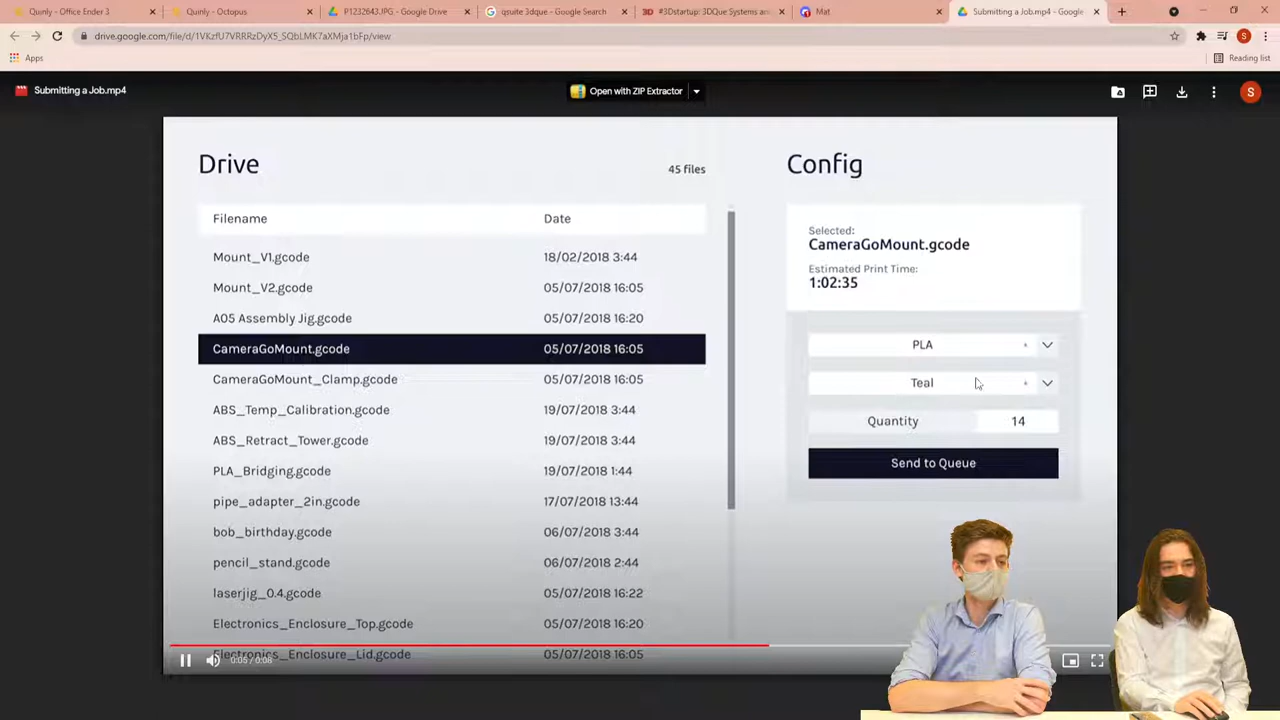 Quinly - Office Ender 3
Quinly - Octopus
P1232643.JPG - Google Drive
qsuite 3dque - Google Search
#3Dstartup: 3DQue Systems an
Mat
Submitting a Job.mp4 - Google
drive.google.com/file/d/1VKzfU7VRRRzDyX5_SQbLMK7aXMja1bFp/view
S
Apps
Reading list
Submitting a Job.mp4
Open with ZIP Extractor
S
Drive
45 files
Config
Filename Date
Selected:
CameraGoMount.gcode
Estimated Print Time:
1:02:35
Mount_V1.gcode 18/02/2018 3:44
Mount_V2.gcode 05/07/2018 16:05
A05 Assembly Jig.gcode 05/07/2018 16:20
CameraGoMount.gcode 05/07/2018 16:05
CameraGoMount_Clamp.gcode 05/07/2018 16:05
ABS_Temp_Calibration.gcode 19/07/2018 3:44
ABS_Retract_Tower.gcode 19/07/2018 3:44
PLA_Bridging.gcode 19/07/2018 1:44
pipe_adapter_2in.gcode 17/07/2018 13:44
bob_birthday.gcode 06/07/2018 3:44
pencil_stand.gcode 06/07/2018 2:44
laserjig_0.4.gcode 05/07/2018 16:22
Electronics_Enclosure_Top.gcode 05/07/2018 16:20
Electronics_Enclosure_Lid.gcode 05/07/2018 16:05
PLA
Teal
Quantity 14
Send to Queue
0:05 / 0:08